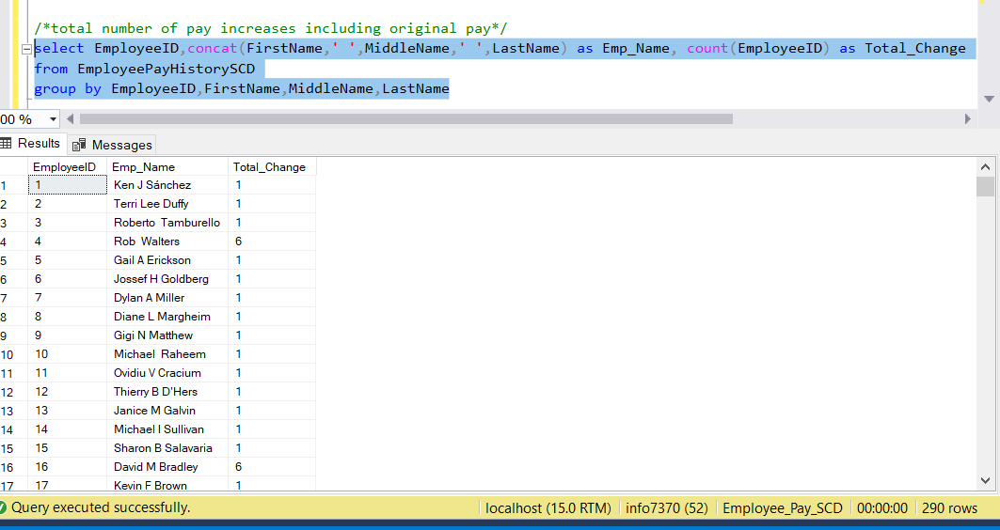 /*total number of pay increases including original pay*/
select EmployeeID,concat(FirstName,' ',MiddleName,' ',LastName) as Emp_Name, count(EmployeeID) as Total_Change
from EmployeePayHistorySCD
group by EmployeeID,FirstName,MiddleName,LastName
00 %
Results Messages
EmployeeID Emp_Name Total_Change
1 1 Ken J Sánchez 1
2 2 Terri Lee Duffy 1
3 3 Roberto  Tamburello 1
4 4 Rob  Walters 6
5 5 Gail A Erickson 1
6 6 Jossef H Goldberg 1
7 7 Dylan A Miller 1
8 8 Diane L Margheim 1
9 9 Gigi N Matthew 1
10 10 Michael  Raheem 1
11 11 Ovidiu V Cracium 1
12 12 Thierry B D'Hers 1
13 13 Janice M Galvin 1
14 14 Michael I Sullivan 1
15 15 Sharon B Salavaria 1
16 16 David M Bradley 6
17 17 Kevin F Brown 1
Query executed successfully. localhost (15.0 RTM) info7370 (52) Employee_Pay_SCD 00:00:00 290 rows